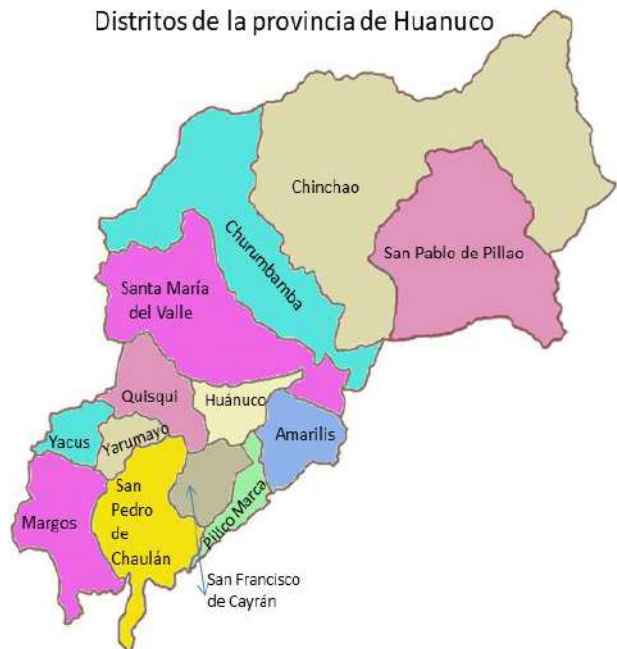 Distritos de la provincia de Huanuco
Chinchao
San Pablo de Pillao
Churumbamba
Santa María
del Valle
Quisqui
Huánuco
Amarilis
Yacus
Yarumayo
San
Pedro
de
Chaulán
Margos
Pilico Marca
San Francisco
de Cayrán